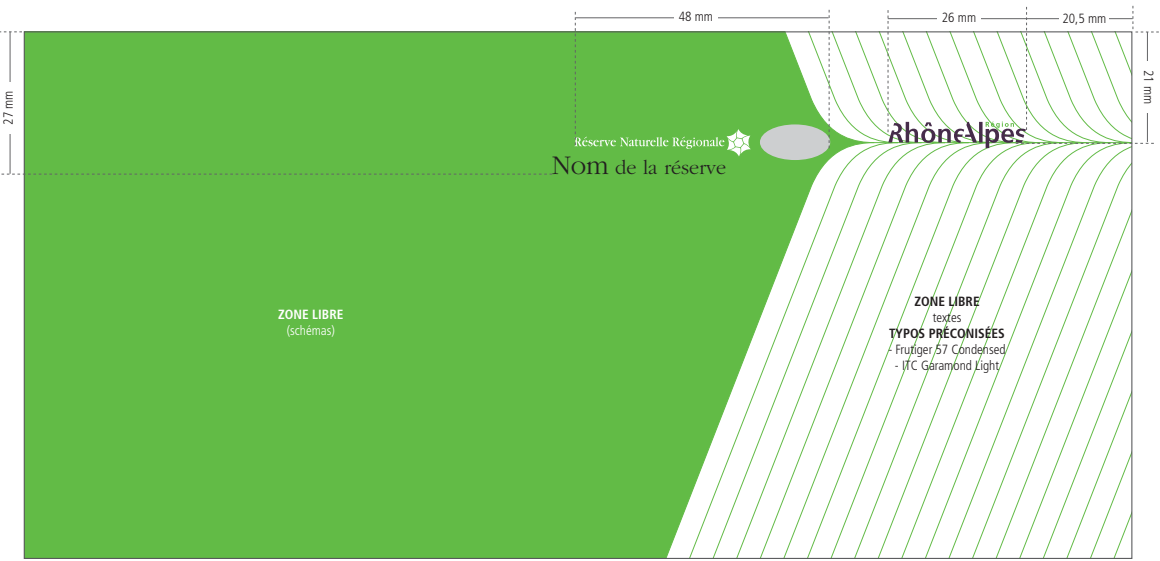 48 mm
26 mm
20,5 mm
27 mm
21 mm
Région
RhôneAlpes
Réserve Naturelle Régionale
Nom de la réserve
ZONE LIBRE
(schémas)
ZONE LIBRE
textes
TYPOS PRÉCONISÉES
- Frutiger 57 Condensed
- ITC Garamond Light